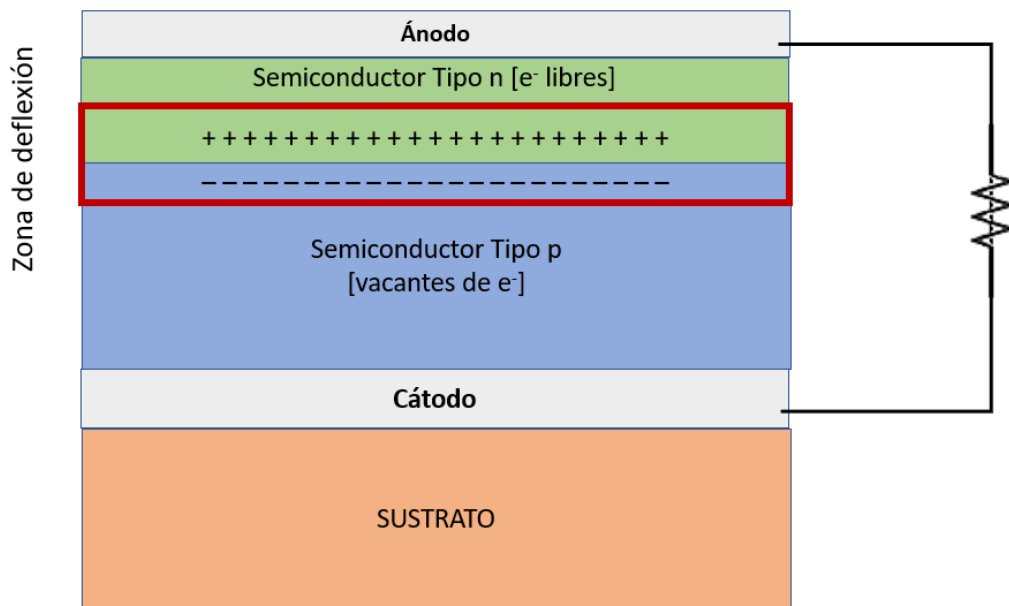 Ánodo
Zona de deflexión
Semiconductor Tipo n [e- libres]
+ + + + + + + + + + + + + + + + + + + + + + +
– – – – – – – – – – – – – – – – – – – – – – –
Semiconductor Tipo p
[vacantes de e-]
Cátodo
SUSTRATO